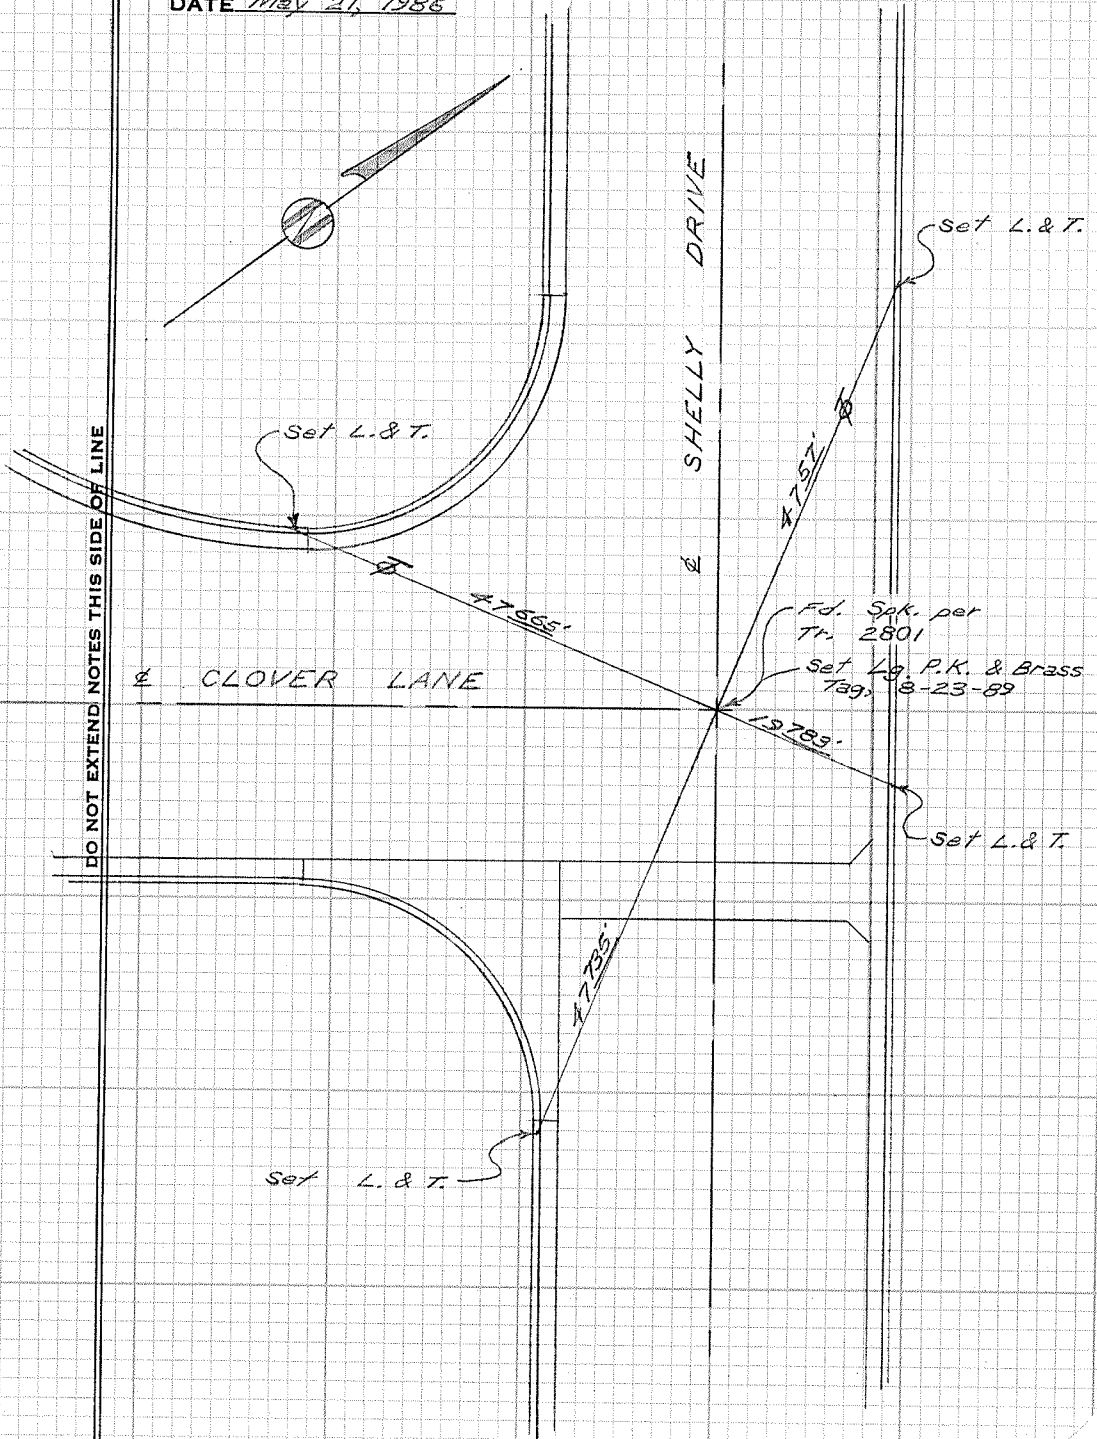 DATE May 21, 1986
N
Set L. & T.
SHELLY DRIVE
Set L. & T.
47.57'
47.665'
℄
Fd. Spk. per
Tr. 2801
Set Lg. P.K. & Brass
Tag, 8-23-89
℄ CLOVER LANE
19.783'
Set L. & T.
47.735'
Set L. & T.
DO NOT EXTEND NOTES THIS SIDE OF LINE